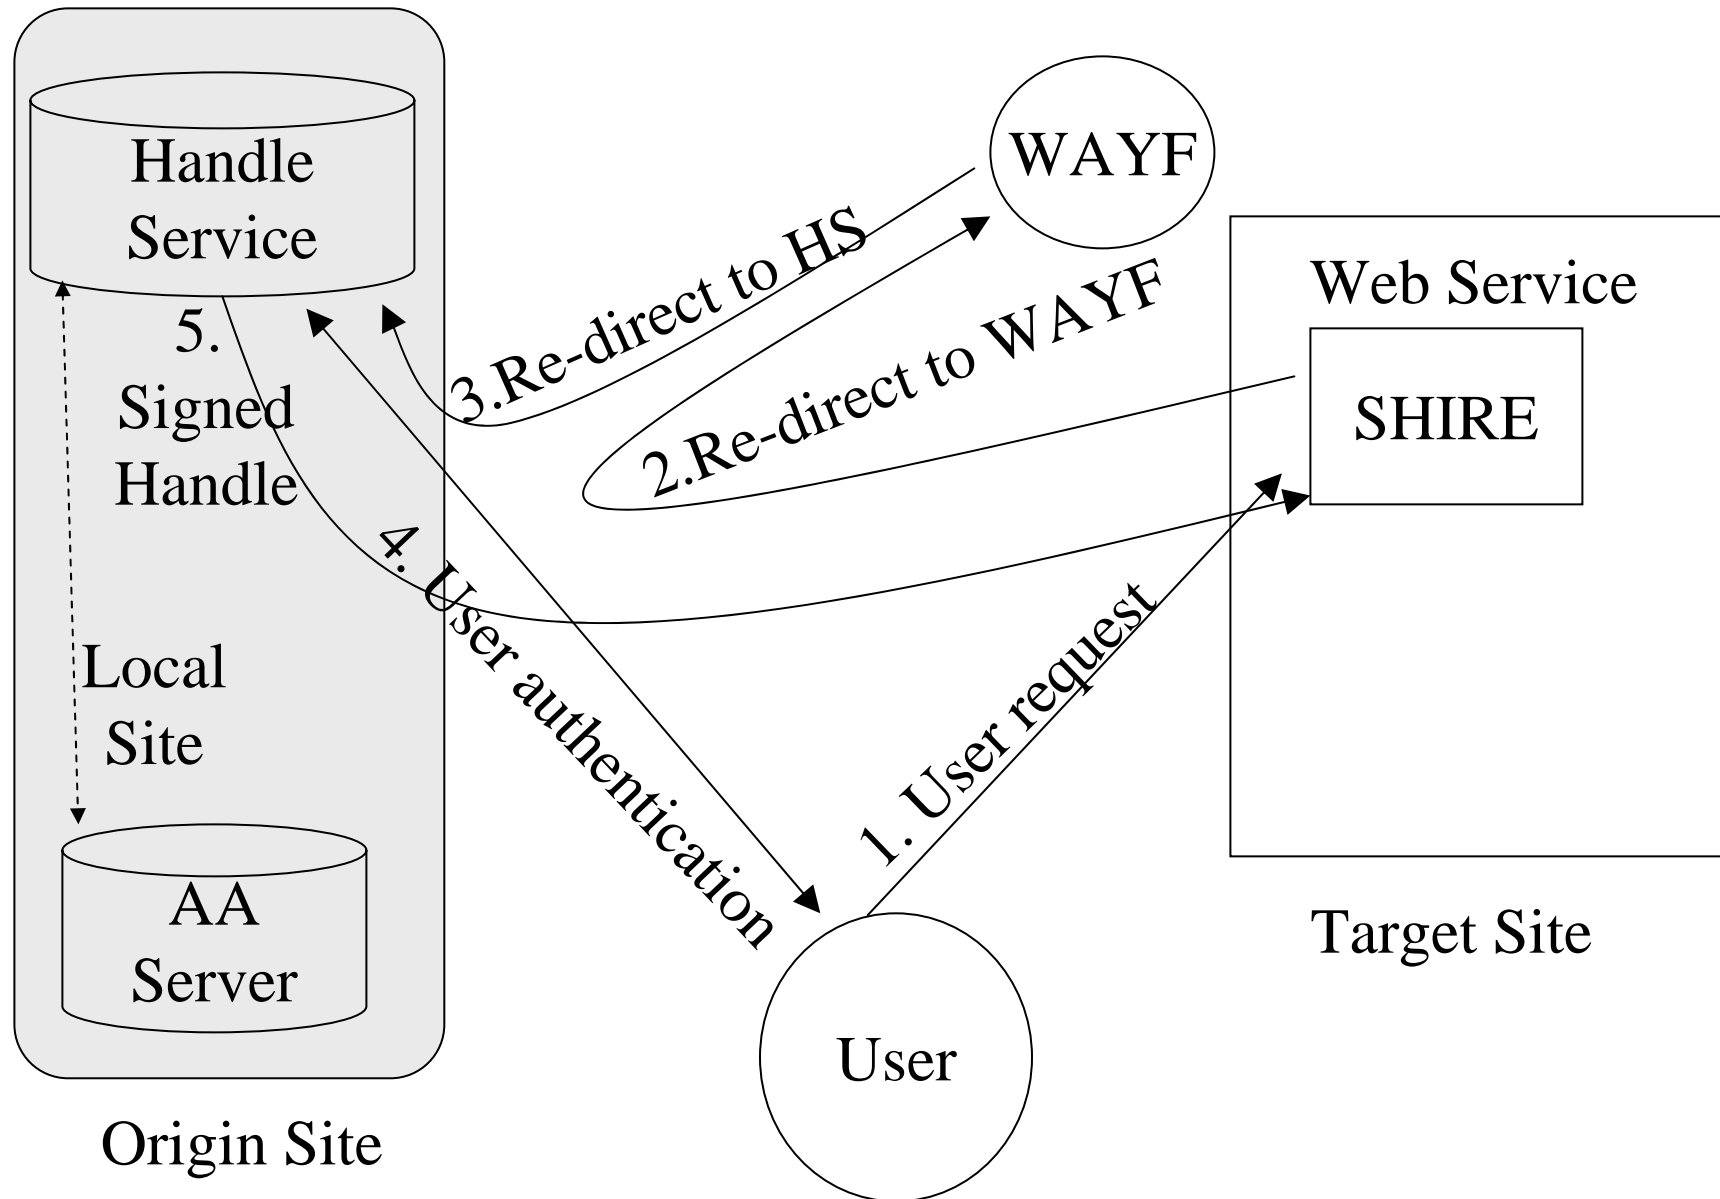 Handle
Service
WAYF
3.Re-direct to HS
2.Re-direct to WAYF
Web Service
SHIRE
5.
Signed
Handle
4. User authentication
1. User request
Local
Site
AA
Server
Target Site
User
Origin Site